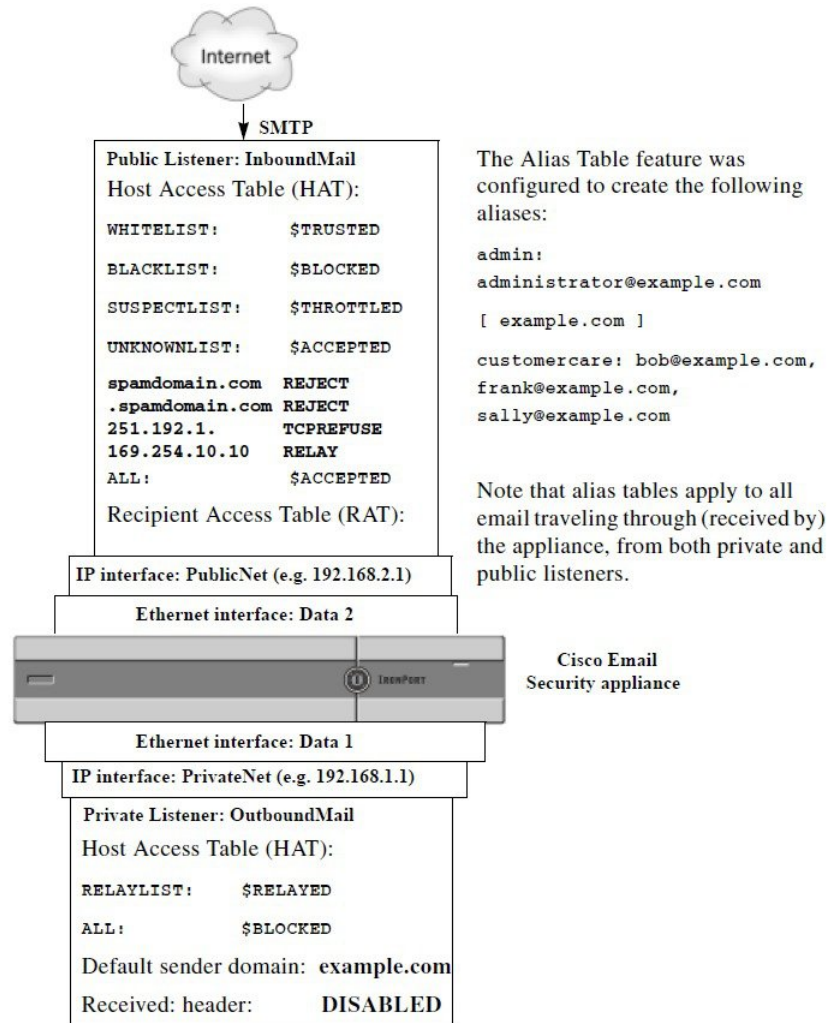 Internet
SMTP
Public Listener: InboundMail
Host Access Table (HAT):
WHITELIST: $TRUSTED
BLACKLIST: $BLOCKED
SUSPECTLIST: $THROTTLED
UNKNOWNLIST: $ACCEPTED
spamdomain.com REJECT
.spamdomain.com REJECT
251.192.1. TCPREFUSE
169.254.10.10 RELAY
ALL: $ACCEPTED
Recipient Access Table (RAT):
The Alias Table feature was
configured to create the following
aliases:
admin:
administrator@example.com
[ example.com ]
customercare: bob@example.com,
frank@example.com,
sally@example.com
Note that alias tables apply to all
email traveling through (received by)
the appliance, from both private and
public listeners.
IP interface: PublicNet (e.g. 192.168.2.1)
Ethernet interface: Data 2
IRONPORT
Cisco Email
Security appliance
Ethernet interface: Data 1
IP interface: PrivateNet (e.g. 192.168.1.1)
Private Listener: OutboundMail
Host Access Table (HAT):
RELAYLIST: $RELAYED
ALL: $BLOCKED
Default sender domain: example.com
Received: header: DISABLED